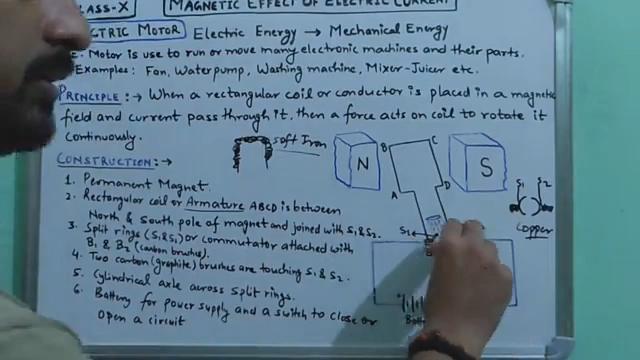 CLASS-X MAGNETIC EFFECT OF ELECTRIC CURRENT
ELECTRIC MOTOR Electric Energy → Mechanical Energy
E. Motor is use to run or move many electronic machines and their parts.
Examples: Fan, Water pump, Washing machine, Mixer-Juicer etc.
PRINCIPLE :→ When a rectangular coil or conductor is placed in a magnetic
field and current pass through it, then a force acts on coil to rotate it
continuously.
soft Iron
N
B
C
A
D
S
S1
S2
copper
CONSTRUCTION :→
1. Permanent Magnet.
2. Rectangular coil or Armature ABCD is between
North & South pole of magnet and joined with S1 & S2.
3. Split rings (S1 & S2) or commutator attached with
B1 & B2 (carbon brushes).
4. Two carbon (graphite) brushes are touching S1 & S2.
5. Cylindrical axle across split rings.
6. Battery for power supply and a switch to close or
Open a circuit
S1